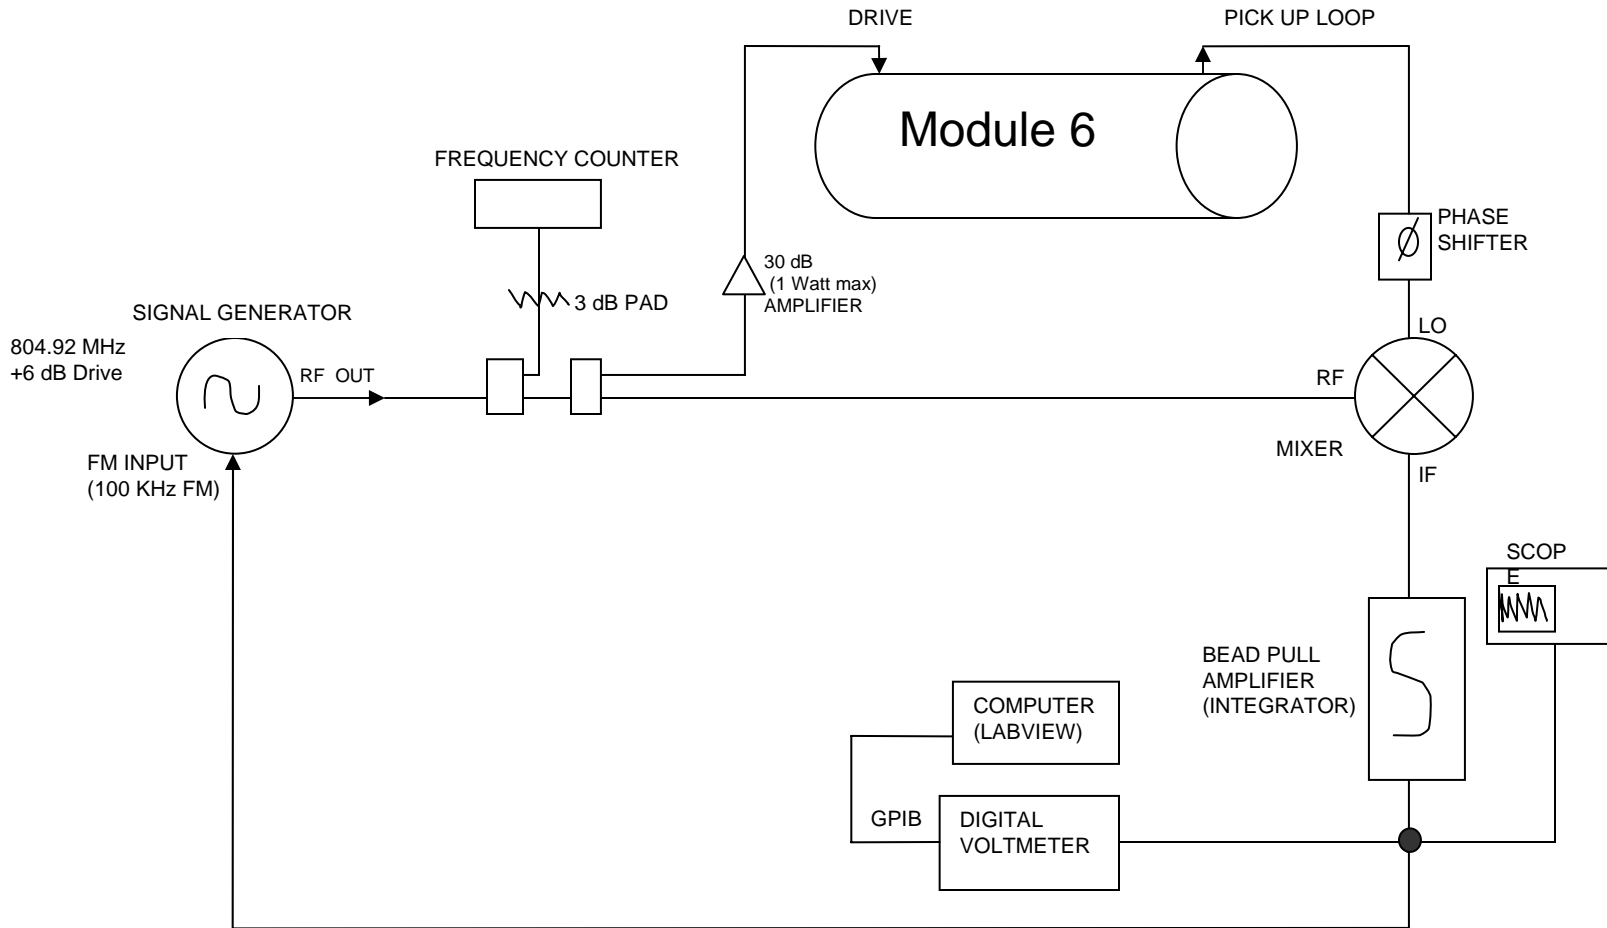 DRIVE
PICK UP LOOP
Module 6
FREQUENCY COUNTER
PHASE
SHIFTER
30 dB
(1 Watt max)
AMPLIFIER
3 dB PAD
SIGNAL GENERATOR
804.92 MHz
+6 dB Drive
RF OUT
LO
RF
MIXER
IF
FM INPUT
(100 KHz FM)
SCOP
E
BEAD PULL
AMPLIFIER
(INTEGRATOR)
COMPUTER
(LABVIEW)
GPIB
DIGITAL
VOLTMETER